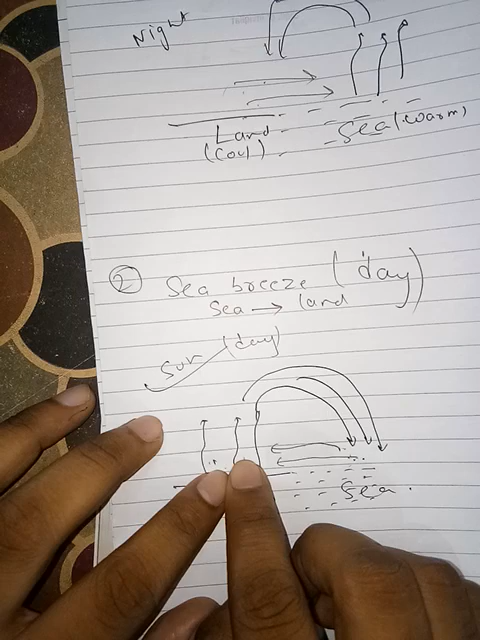 Night
Land
(Cool)
Sea (warm)
② Sea breeze (day)
Sea → land
Sun (day)
Sea.